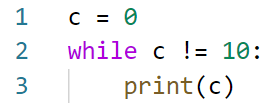 1 c = 0
2 while c != 10:
3     print(c)